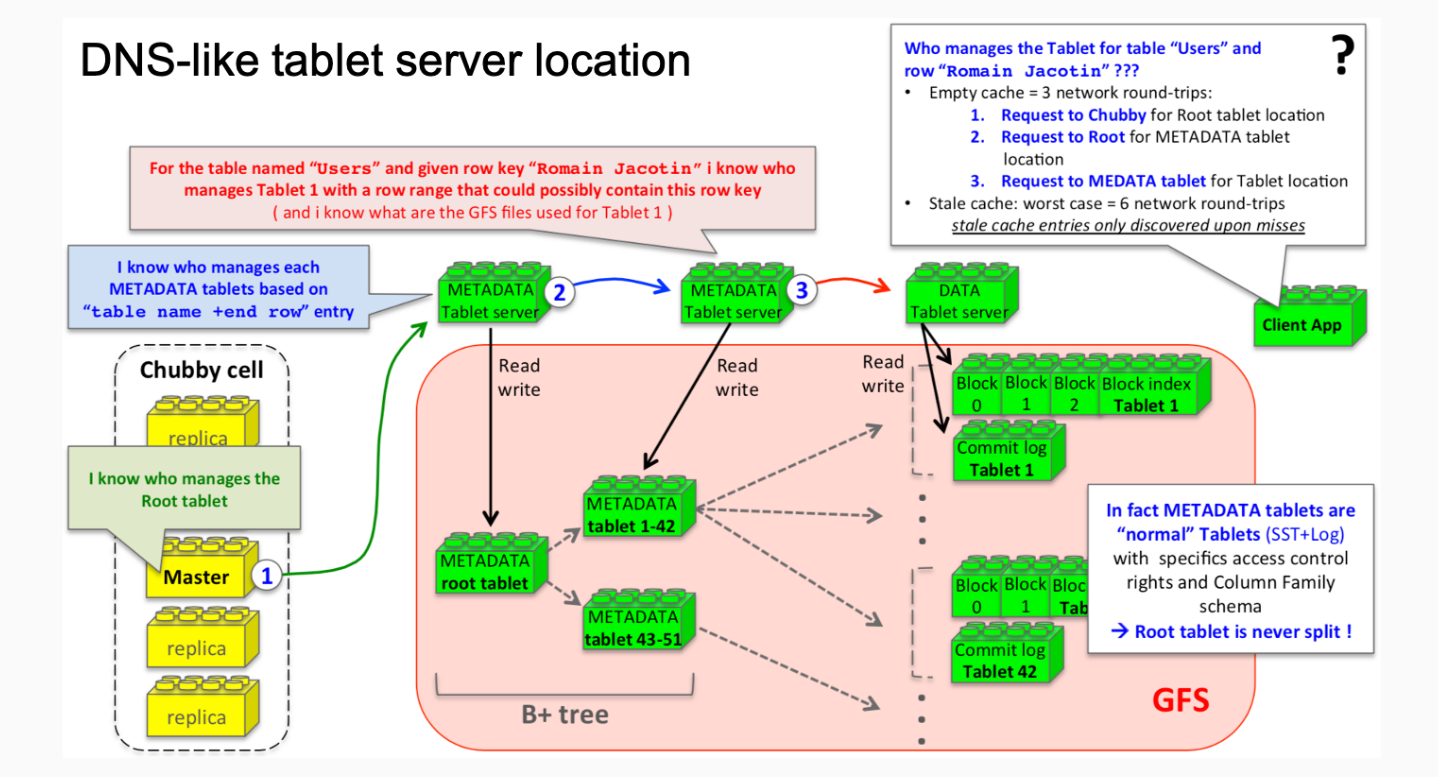 DNS-like tablet server location
Who manages the Tablet for table “Users” and
row “Romain Jacotin” ???
?
• Empty cache = 3 network round-trips:
1. Request to Chubby for Root tablet location
2. Request to Root for METADATA tablet
location
3. Request to MEDATA tablet for Tablet location
• Stale cache: worst case = 6 network round-trips
stale cache entries only discovered upon misses
For the table named “Users” and given row key “Romain Jacotin” i know who
manages Tablet 1 with a row range that could possibly contain this row key
( and i know what are the GFS files used for Tablet 1 )
I know who manages each
METADATA tablets based on
“table name +end row” entry
METADATA
Tablet server
2
METADATA
Tablet server
3
DATA
Tablet server
Client App
Chubby cell
replica
I know who manages the
Root tablet
Master
1
replica
replica
Read
write
Read
write
Read
write
Block
0
Block
1
Block
2
Block index
Tablet 1
Commit log
Tablet 1
METADATA
tablet 1-42
METADATA
root tablet
METADATA
tablet 43-51
Block
0
Block
1
Bloc
Tab
Commit log
Tablet 42
In fact METADATA tablets are
“normal” Tablets (SST+Log)
with specifics access control
rights and Column Family
schema
→ Root tablet is never split !
B+ tree
GFS